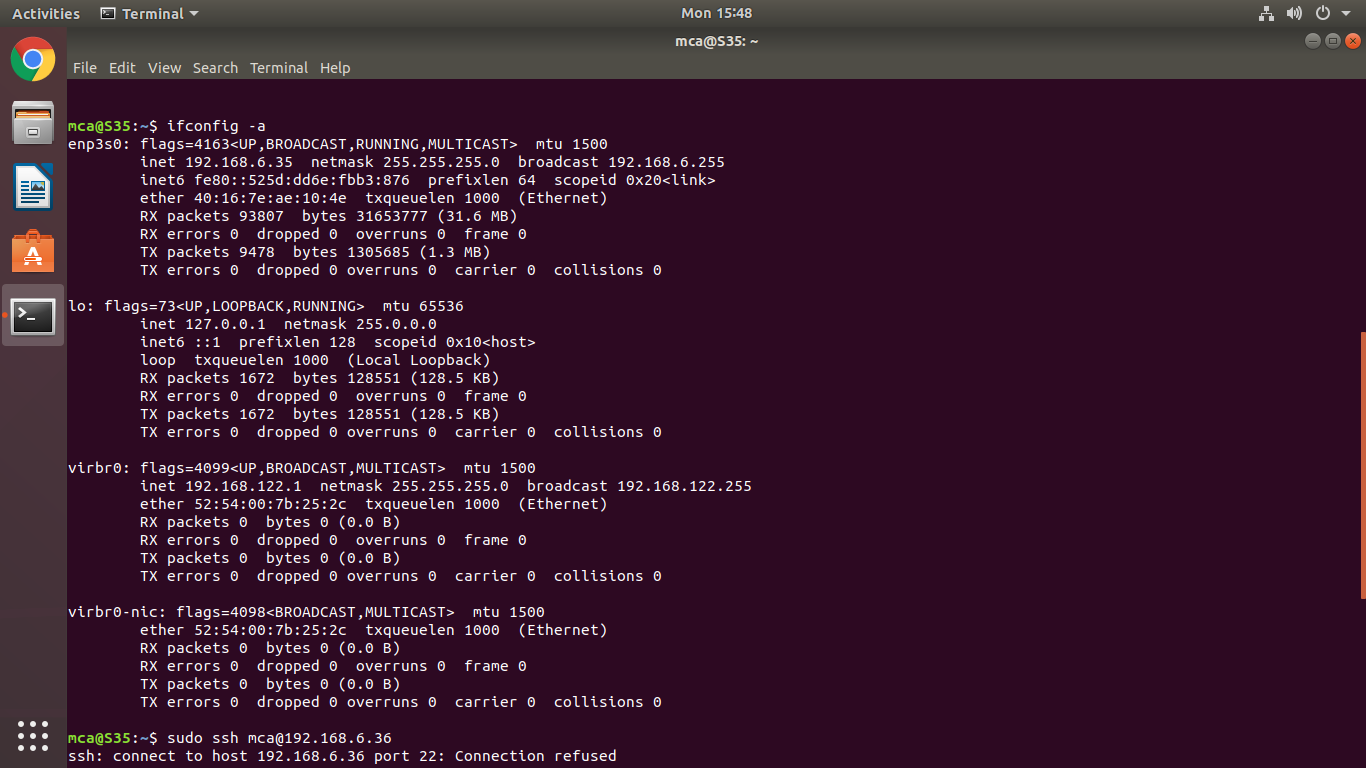 Activities Terminal Mon 15:48
mca@S35: ~
File Edit View Search Terminal Help
mca@S35:~$ ifconfig -a
enp3s0: flags=4163<UP,BROADCAST,RUNNING,MULTICAST>  mtu 1500
        inet 192.168.6.35  netmask 255.255.255.0  broadcast 192.168.6.255
        inet6 fe80::525d:dd6e:fbb3:876  prefixlen 64  scopeid 0x20<link>
        ether 40:16:7e:ae:10:4e  txqueuelen 1000  (Ethernet)
        RX packets 93807  bytes 31653777 (31.6 MB)
        RX errors 0  dropped 0  overruns 0  frame 0
        TX packets 9478  bytes 1305685 (1.3 MB)
        TX errors 0  dropped 0 overruns 0  carrier 0  collisions 0
lo: flags=73<UP,LOOPBACK,RUNNING>  mtu 65536
        inet 127.0.0.1  netmask 255.0.0.0
        inet6 ::1  prefixlen 128  scopeid 0x10<host>
        loop  txqueuelen 1000  (Local Loopback)
        RX packets 1672  bytes 128551 (128.5 KB)
        RX errors 0  dropped 0  overruns 0  frame 0
        TX packets 1672  bytes 128551 (128.5 KB)
        TX errors 0  dropped 0 overruns 0  carrier 0  collisions 0
virbr0: flags=4099<UP,BROADCAST,MULTICAST>  mtu 1500
        inet 192.168.122.1  netmask 255.255.255.0  broadcast 192.168.122.255
        ether 52:54:00:7b:25:2c  txqueuelen 1000  (Ethernet)
        RX packets 0  bytes 0 (0.0 B)
        RX errors 0  dropped 0  overruns 0  frame 0
        TX packets 0  bytes 0 (0.0 B)
        TX errors 0  dropped 0 overruns 0  carrier 0  collisions 0
virbr0-nic: flags=4098<BROADCAST,MULTICAST>  mtu 1500
        ether 52:54:00:7b:25:2c  txqueuelen 1000  (Ethernet)
        RX packets 0  bytes 0 (0.0 B)
        RX errors 0  dropped 0  overruns 0  frame 0
        TX packets 0  bytes 0 (0.0 B)
        TX errors 0  dropped 0 overruns 0  carrier 0  collisions 0
mca@S35:~$ sudo ssh mca@192.168.6.36
ssh: connect to host 192.168.6.36 port 22: Connection refused